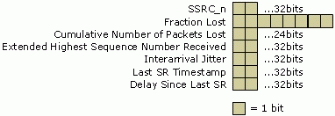 SSRC_n ...32bits
Fraction Lost
Cumulative Number of Packets Lost ...24bits
Extended Highest Sequence Number Received ...32bits
Interarrival Jitter ...32bits
Last SR Timestamp ...32bits
Delay Since Last SR ...32bits
= 1 bit